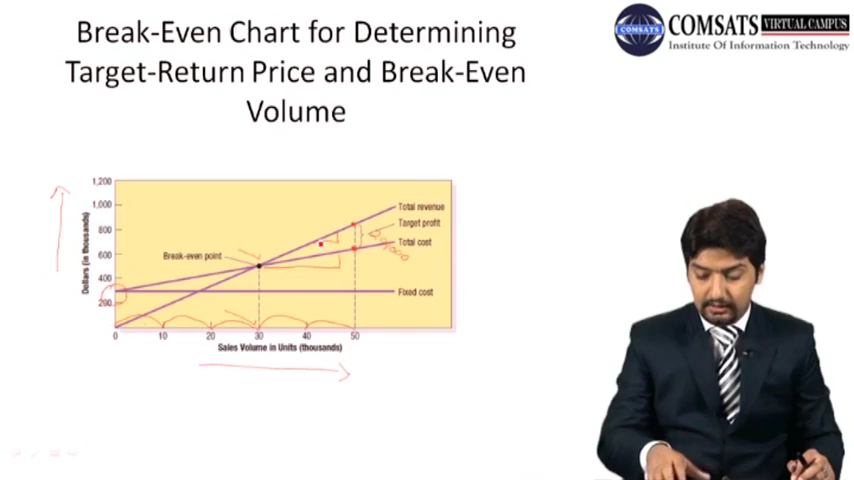 Break-Even Chart for Determining
Target-Return Price and Break-Even
Volume
COMSATS
COMSATS VIRTUAL CAMPUS
Institute Of Information Technology
1,200
1,000
800
600
400
200
Dollars (in thousands)
Total revenue
Target profit
Total cost
Break-even point
Fixed cost
0 10 20 30 40 50
Sales Volume in Units (thousands)